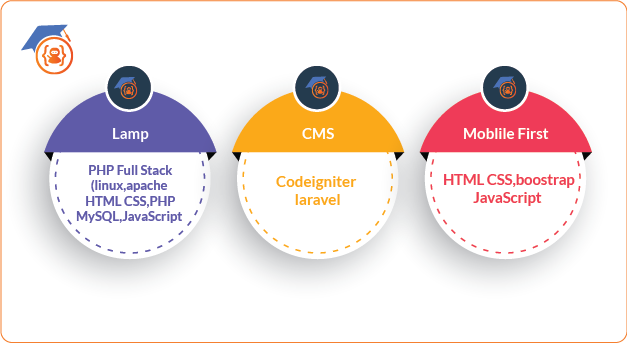 Lamp
PHP Full Stack
(linux,apache
HTML CSS,PHP
MySQL,JavaScript
CMS
Codeigniter
laravel
Moblile First
HTML CSS,boostrap
JavaScript